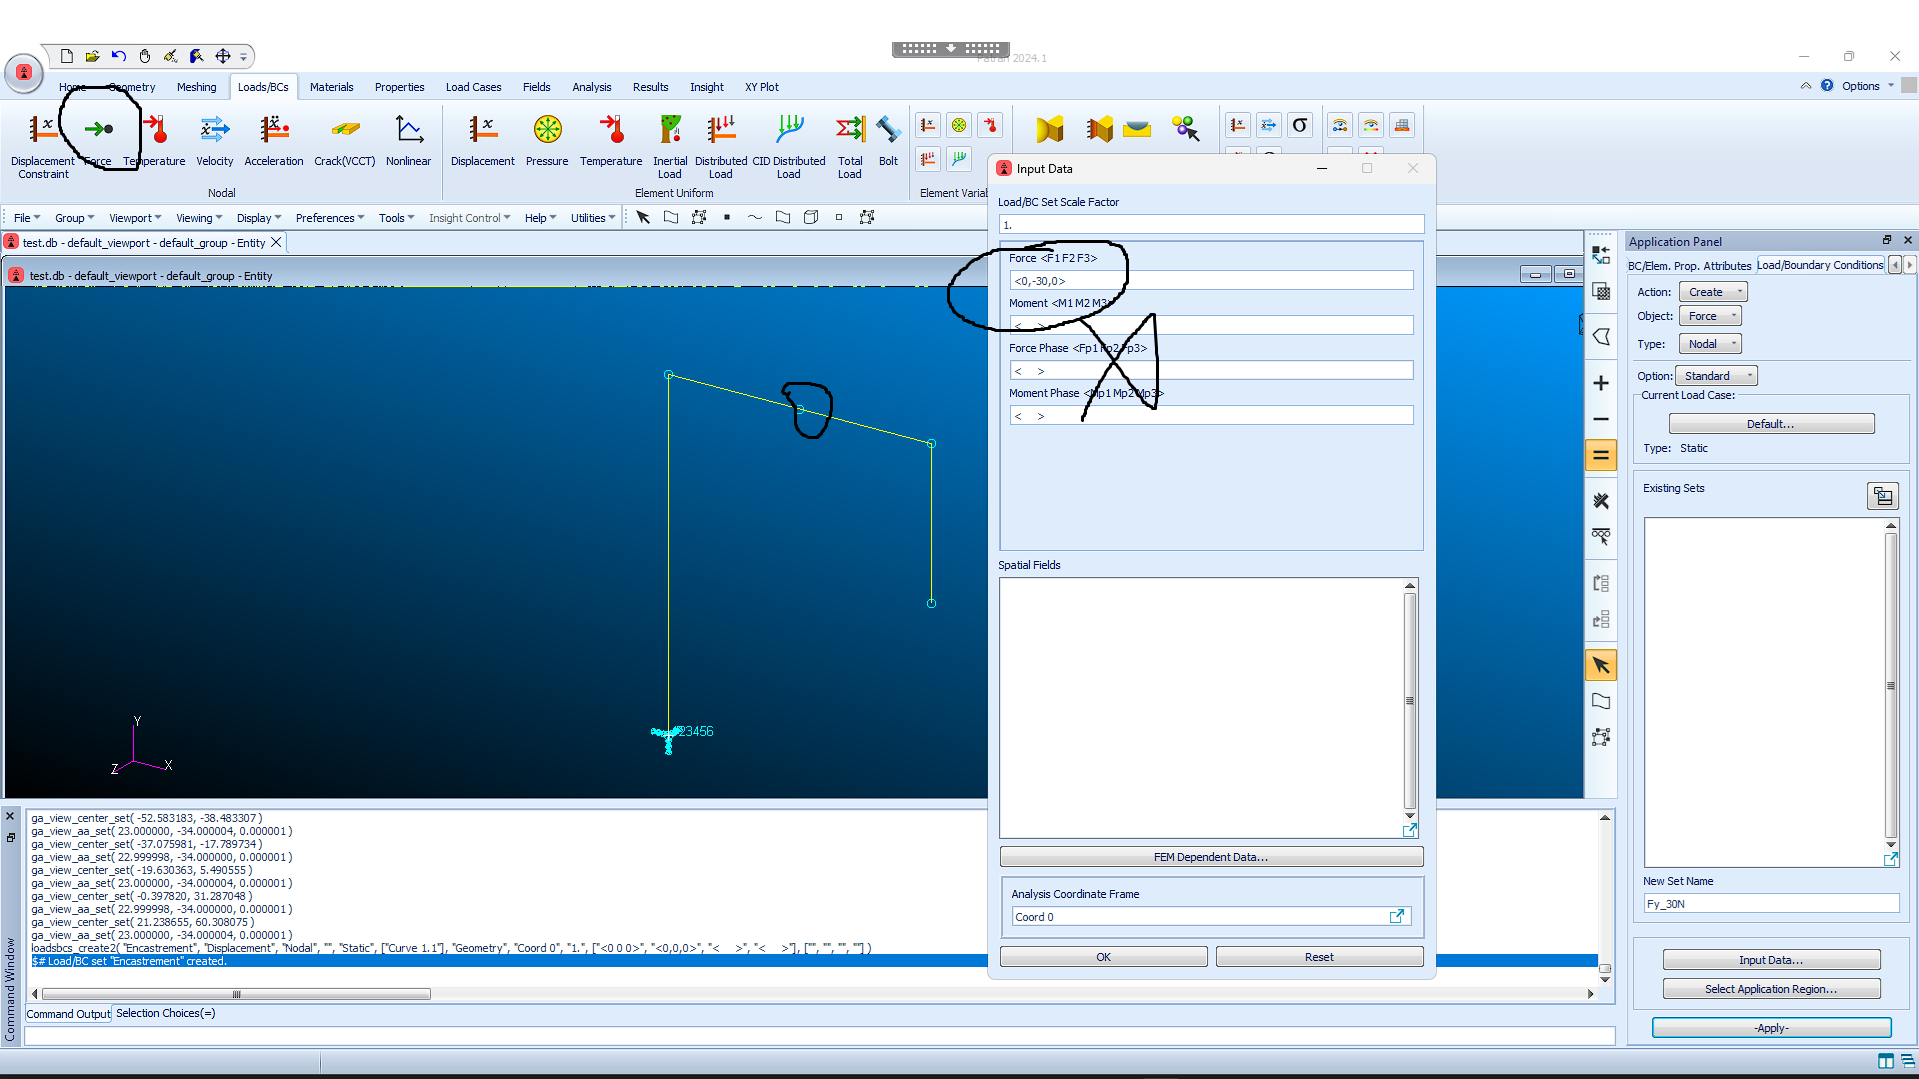 Patran 2024.1
Home Geometry Meshing Loads/BCs Materials Properties Load Cases Fields Analysis Results Insight XY Plot
Options
Displacement Constraint
Force
Temperature
Velocity
Acceleration
Crack(VCCT)
Nonlinear
Nodal
Displacement
Pressure
Temperature
Inertial Load
Distributed Load
CID Distributed Load
Total Load
Bolt
Element Uniform
Element Variab
File Group Viewport Viewing Display Preferences Tools Insight Control Help Utilities
test.db - default_viewport - default_group - Entity
test.db - default_viewport - default_group - Entity
23456
Y
Z
X
Input Data
Load/BC Set Scale Factor
1.
Force <F1 F2 F3>
<0,-30,0>
Moment <M1 M2 M3>
< >
Force Phase <Fp1 Fp2 Fp3>
< >
Moment Phase <Mp1 Mp2 Mp3>
< >
Spatial Fields
FEM Dependent Data...
Analysis Coordinate Frame
Coord 0
OK
Reset
Application Panel
BC/Elem. Prop. Attributes
Load/Boundary Conditions
Action: Create
Object: Force
Type: Nodal
Option: Standard
Current Load Case:
Default...
Type: Static
Existing Sets
New Set Name
Fy_30N
Input Data...
Select Application Region...
-Apply-
ga_view_center_set( -52.583183, -38.483307 )
ga_view_aa_set( 23.000000, -34.000004, 0.000001 )
ga_view_center_set( -37.075981, -17.789734 )
ga_view_aa_set( 22.999998, -34.000000, 0.000001 )
ga_view_center_set( -19.630363, 5.490555 )
ga_view_aa_set( 23.000000, -34.000004, 0.000001 )
ga_view_center_set( -0.397820, 31.287048 )
ga_view_aa_set( 22.999998, -34.000000, 0.000001 )
ga_view_center_set( 21.238655, 60.308075 )
ga_view_aa_set( 23.000000, -34.000004, 0.000001 )
loadsbcs_create2( "Encastrement", "Displacement", "Nodal", "", "Static", ["Curve 1.1"], "Geometry", "Coord 0", "1.", ["<0 0 0>", "<0,0,0>", "< >", "< >"], ["", "", "", ""] )
$# Load/BC set "Encastrement" created.
Command Window
Command Output
Selection Choices(=)